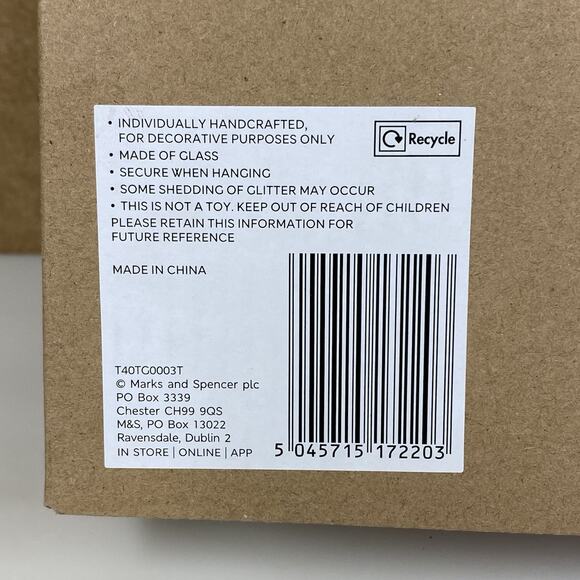 • INDIVIDUALLY HANDCRAFTED,
FOR DECORATIVE PURPOSES ONLY
• MADE OF GLASS
• SECURE WHEN HANGING
• SOME SHEDDING OF GLITTER MAY OCCUR
• THIS IS NOT A TOY. KEEP OUT OF REACH OF CHILDREN
PLEASE RETAIN THIS INFORMATION FOR
FUTURE REFERENCE
Recycle
MADE IN CHINA
T40TG0003T
© Marks and Spencer plc
PO Box 3339
Chester CH99 9QS
M&S, PO Box 13022
Ravensdale, Dublin 2
IN STORE | ONLINE | APP
5 045715 172203